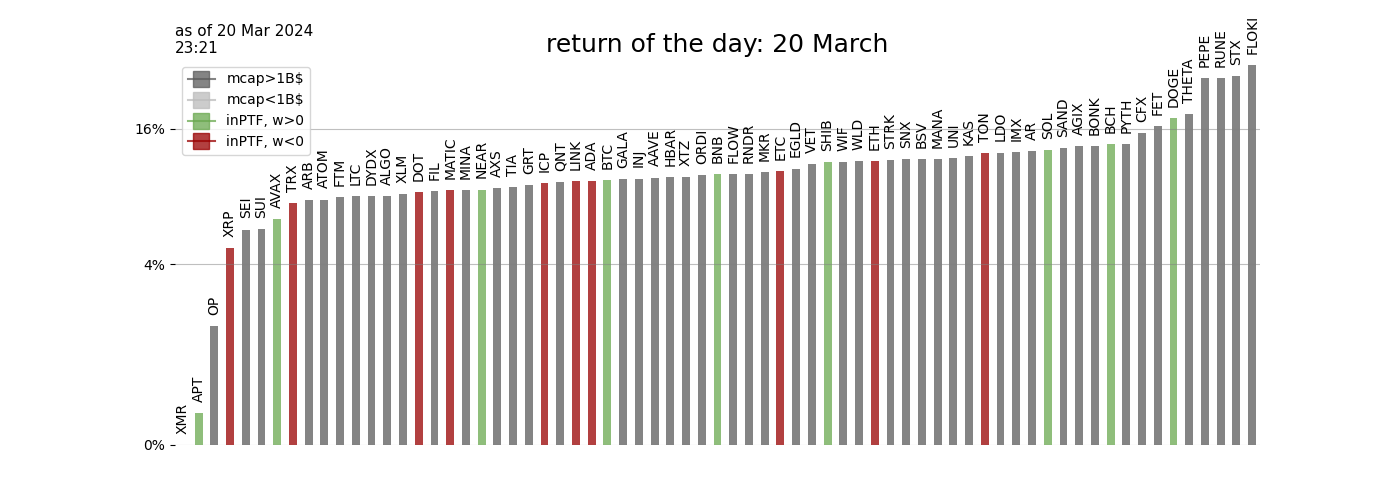 as of 20 Mar 2024
23:21
return of the day: 20 March
mcap>1B$
mcap<1B$
inPTF, w>0
inPTF, w<0
16%
4%
0%
XMR
APT
OP
XRP
SEI
SUI
AVAX
TRX
ARB
ATOM
FTM
LTC
DYDX
ALGO
XLM
DOT
FIL
MATIC
MINA
NEAR
AXS
TIA
GRT
ICP
QNT
LINK
ADA
BTC
GALA
INJ
AAVE
HBAR
XTZ
ORDI
BNB
FLOW
RNDR
MKR
ETC
EGLD
VET
SHIB
WIF
WLD
ETH
STRK
SNX
BSV
MANA
UNI
KAS
TON
LDO
IMX
AR
SOL
SAND
AGIX
BONK
BCH
PYTH
CFX
FET
DOGE
THETA
PEPE
RUNE
STX
FLOKI